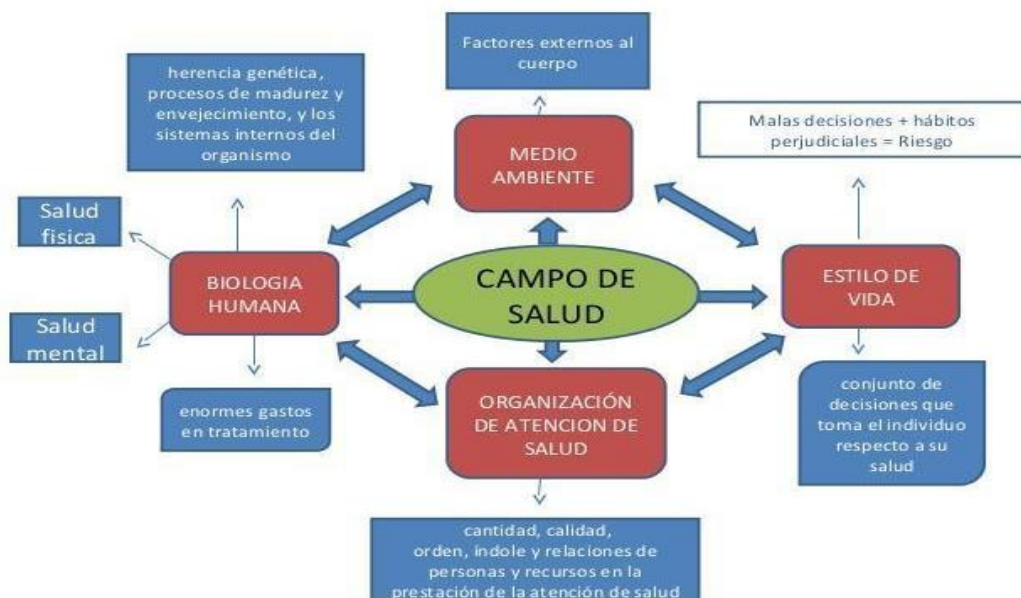 Factores externos al
cuerpo
herencia genética,
procesos de madurez y
envejecimiento, y los
sistemas internos del
organismo
Malas decisiones + hábitos
perjudiciales = Riesgo
MEDIO
AMBIENTE
Salud
fisica
BIOLOGIA
HUMANA
CAMPO DE
SALUD
ESTILO DE
VIDA
Salud
mental
enormes gastos
en tratamiento
ORGANIZACIÓN
DE ATENCION DE
SALUD
conjunto de
decisiones que
toma el individuo
respecto a su
salud
cantidad, calidad,
orden, índole y relaciones de
personas y recursos en la
prestación de la atención de salud